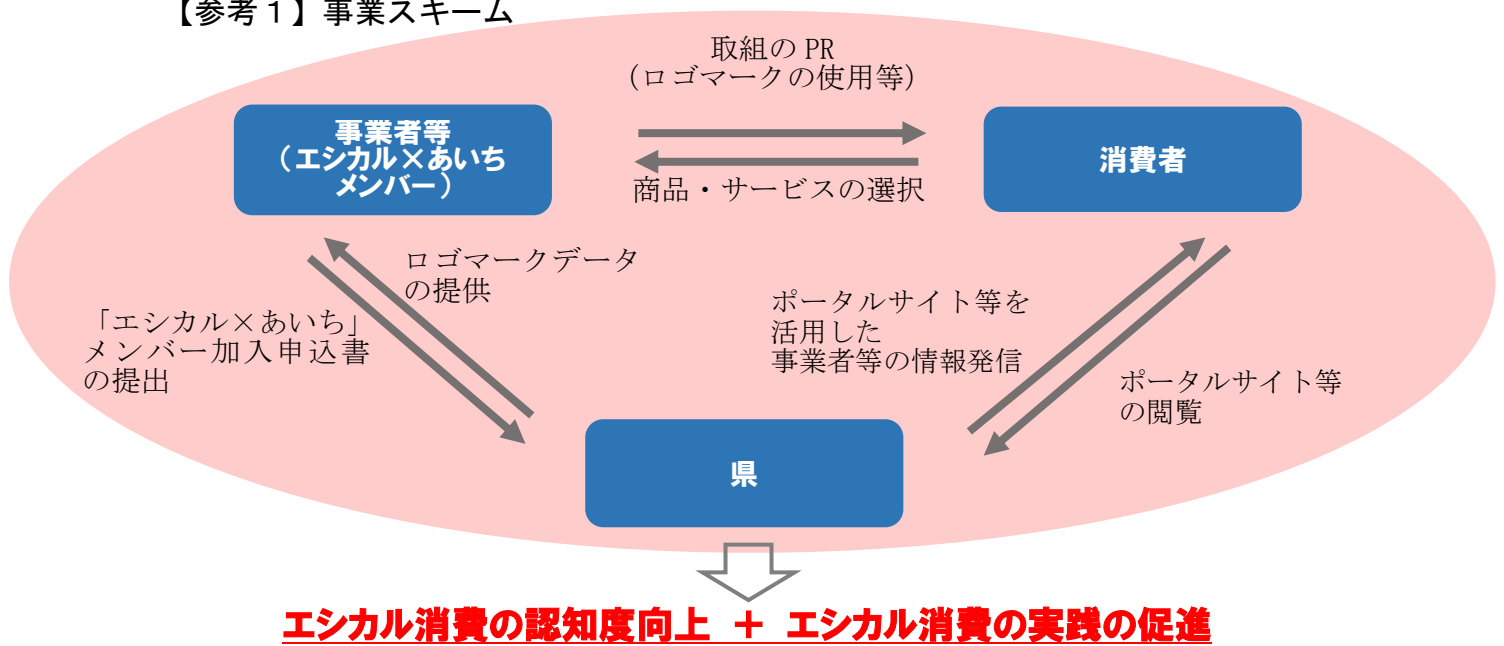 【参考１】事業スキーム
取組の PR
（ロゴマークの使用等）
事業者等
（エシカル×あいち
メンバー）
消費者
商品・サービスの選択
ロゴマークデータ
の提供
「エシカル×あいち」
メンバー加入申込書
の提出
ポータルサイト等を
活用した
事業者等の情報発信
ポータルサイト等
の閲覧
県
エシカル消費の認知度向上 ＋ エシカル消費の実践の促進